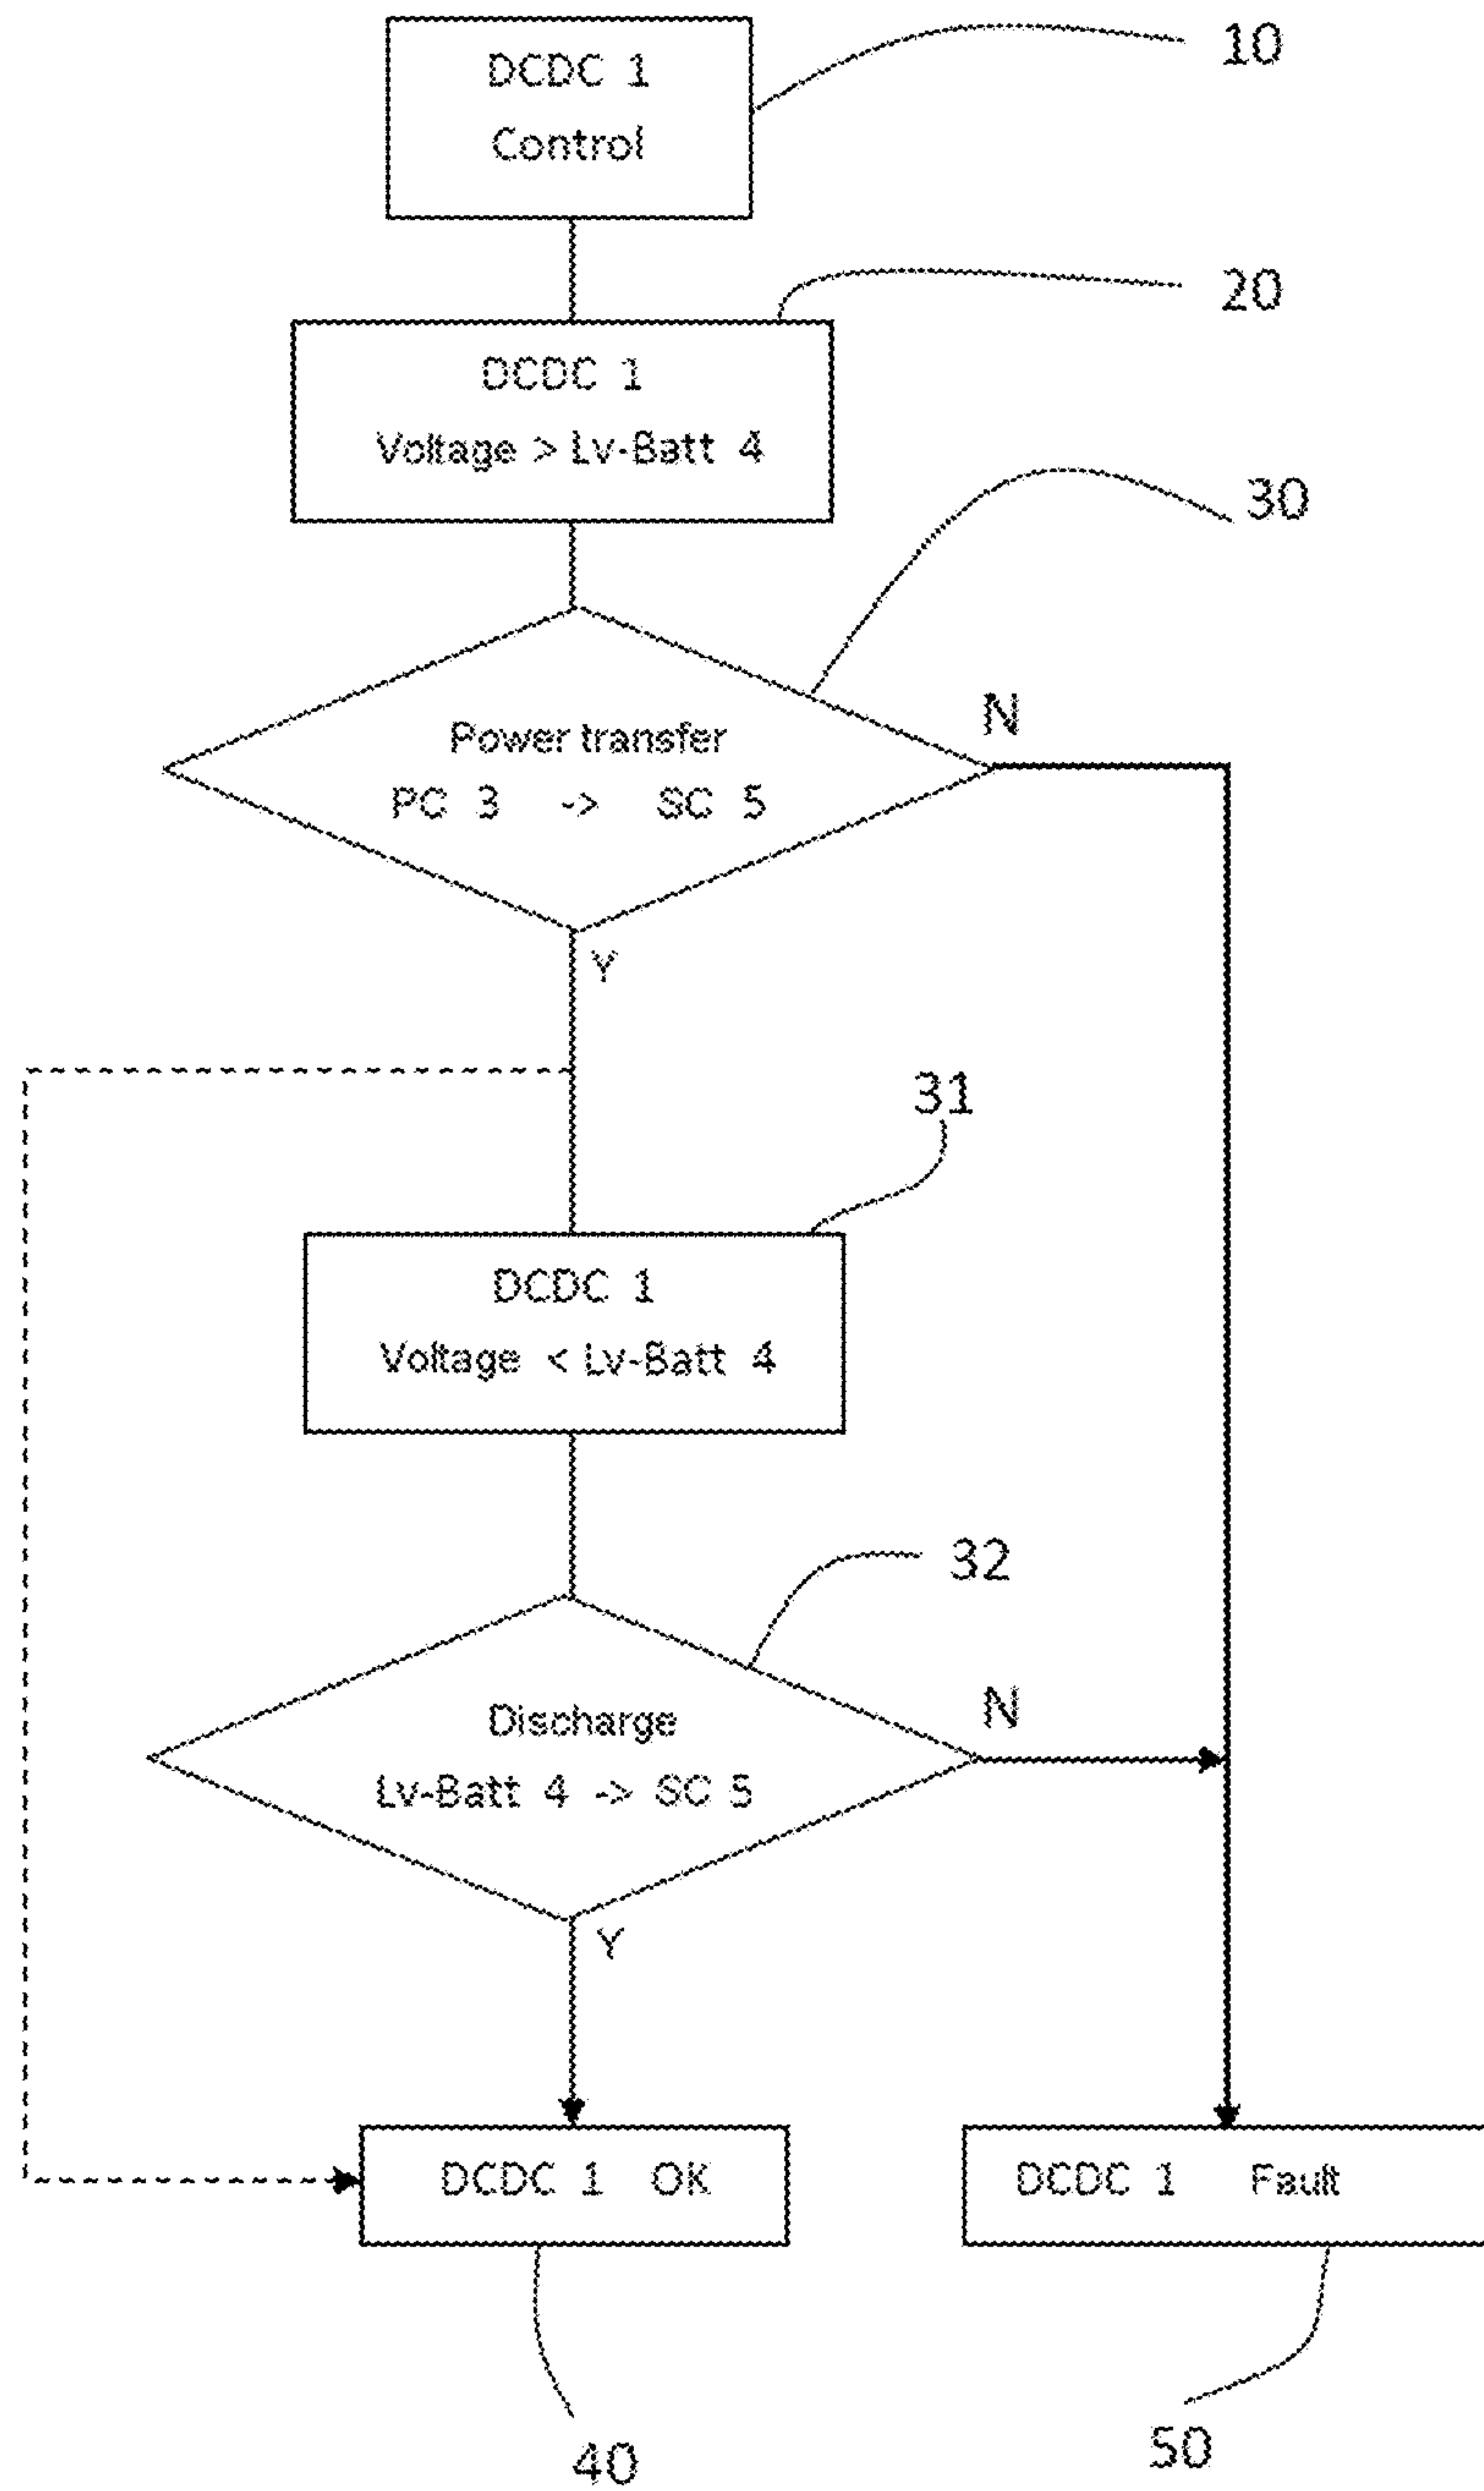 DCDC 1
Control
10
DCDC 1
Voltage > Lv-Batt 4
20
30
Power transfer
PC 3 -> SC 5
N
Y
31
DCDC 1
Voltage < Lv-Batt 4
32
Discharge
Lv-Batt 4 -> SC 5
N
Y
DCDC 1 OK
DCDC 1 Fault
40
50